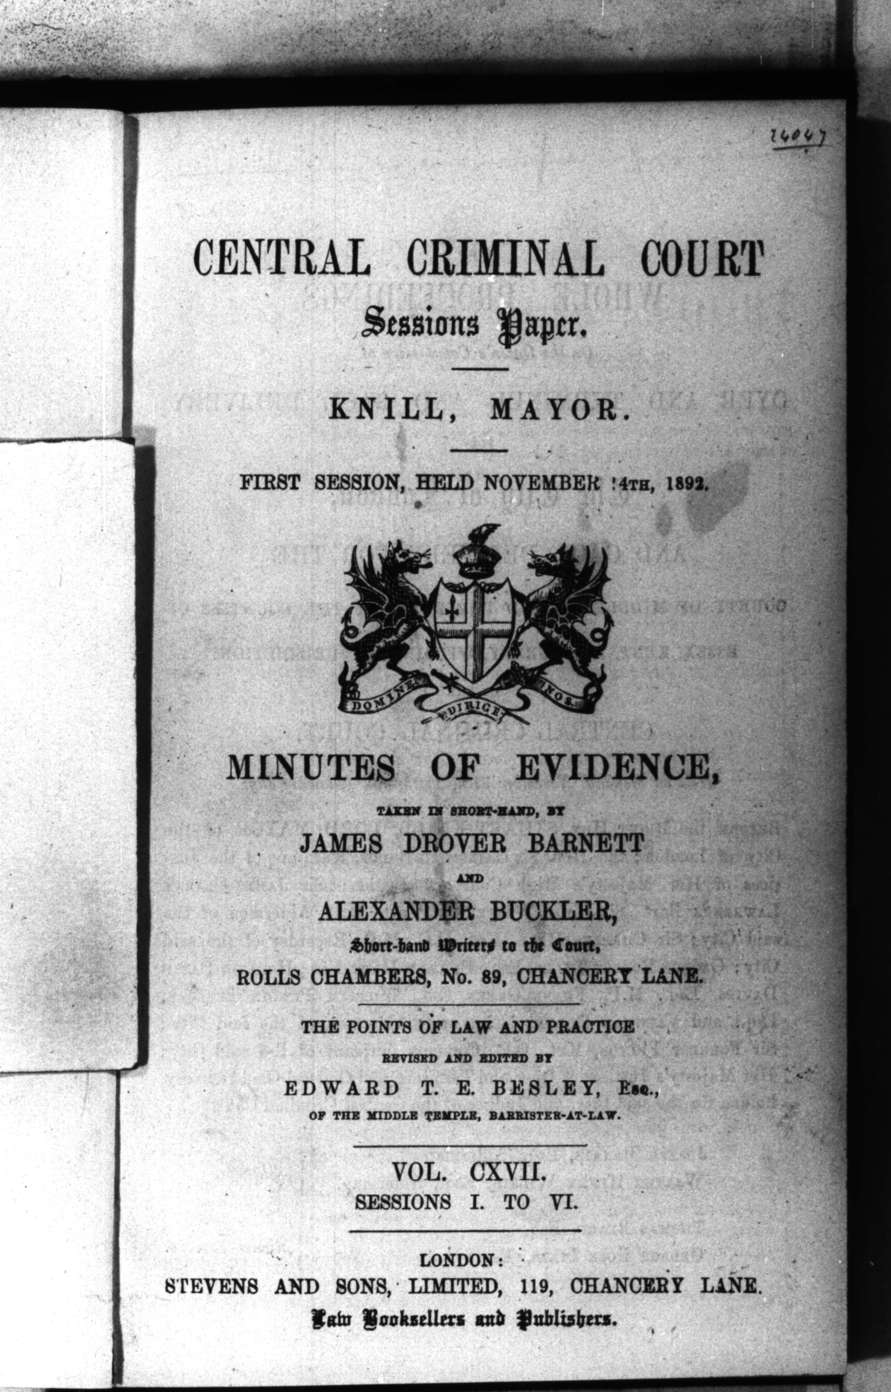 24047
CENTRAL CRIMINAL COURT
Sessions Paper.
KNILL, MAYOR.
FIRST SESSION, HELD NOVEMBER 14TH, 1892.
DOMINE DIRIGE NOS
MINUTES OF EVIDENCE,
TAKEN IN SHORT-HAND, BY
JAMES DROVER BARNETT
AND
ALEXANDER BUCKLER,
Short-hand Writers to the Court,
ROLLS CHAMBERS, No. 89, CHANCERY LANE.
THE POINTS OF LAW AND PRACTICE
REVISED AND EDITED BY
EDWARD T. E. BESLEY, Esq.,
OF THE MIDDLE TEMPLE, BARRISTER-AT-LAW.
VOL. CXVII.
SESSIONS I. TO VI.
LONDON:
STEVENS AND SONS, LIMITED, 119, CHANCERY LANE.
Law Booksellers and Publishers.